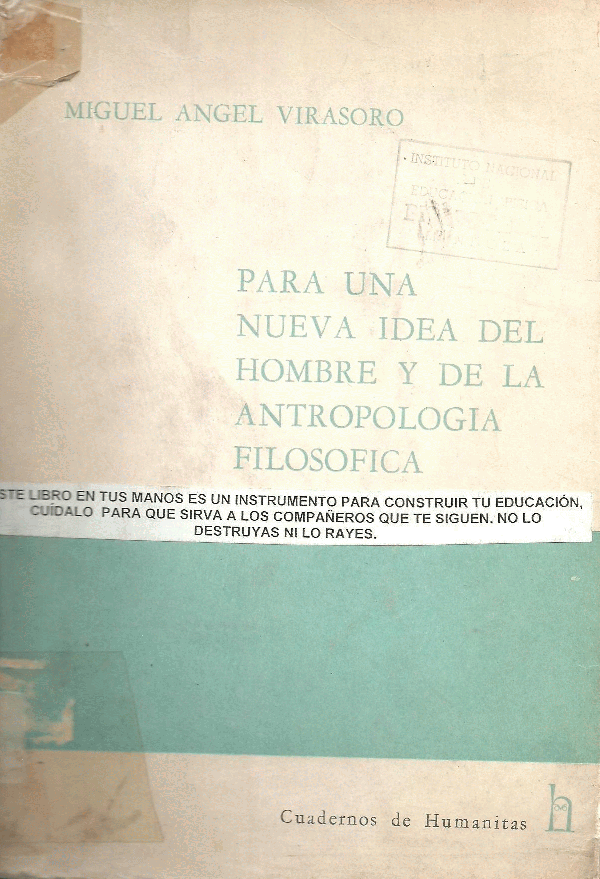 MIGUEL ANGEL VIRASORO
INSTITUTO NACIONAL
PARA UNA
NUEVA IDEA DEL
HOMBRE Y DE LA
ANTROPOLOGIA
FILOSOFICA
STE LIBRO EN TUS MANOS ES UN INSTRUMENTO PARA CONSTRUIR TU EDUCACIÓN,
CUÍDALO PARA QUE SIRVA A LOS COMPAÑEROS QUE TE SIGUEN. NO LO
DESTRUYAS NI LO RAYES.
Cuadernos de Humanitas
h